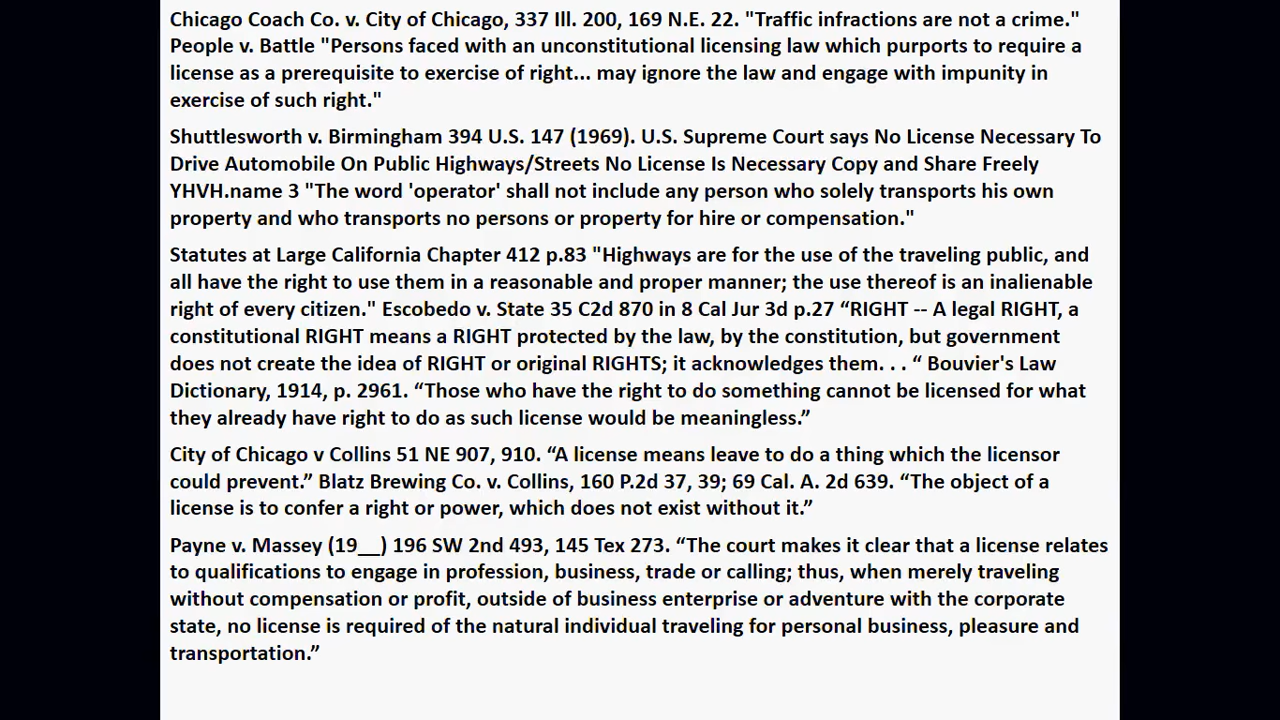 Chicago Coach Co. v. City of Chicago, 337 Ill. 200, 169 N.E. 22. "Traffic infractions are not a crime."
People v. Battle "Persons faced with an unconstitutional licensing law which purports to require a
license as a prerequisite to exercise of right... may ignore the law and engage with impunity in
exercise of such right."
Shuttlesworth v. Birmingham 394 U.S. 147 (1969). U.S. Supreme Court says No License Necessary To
Drive Automobile On Public Highways/Streets No License Is Necessary Copy and Share Freely
YHVH.name 3 "The word 'operator' shall not include any person who solely transports his own
property and who transports no persons or property for hire or compensation."
Statutes at Large California Chapter 412 p.83 "Highways are for the use of the traveling public, and
all have the right to use them in a reasonable and proper manner; the use thereof is an inalienable
right of every citizen." Escobedo v. State 35 C2d 870 in 8 Cal Jur 3d p.27 “RIGHT -- A legal RIGHT, a
constitutional RIGHT means a RIGHT protected by the law, by the constitution, but government
does not create the idea of RIGHT or original RIGHTS; it acknowledges them. . . “ Bouvier's Law
Dictionary, 1914, p. 2961. “Those who have the right to do something cannot be licensed for what
they already have right to do as such license would be meaningless.”
City of Chicago v Collins 51 NE 907, 910. “A license means leave to do a thing which the licensor
could prevent.” Blatz Brewing Co. v. Collins, 160 P.2d 37, 39; 69 Cal. A. 2d 639. “The object of a
license is to confer a right or power, which does not exist without it.”
Payne v. Massey (19__) 196 SW 2nd 493, 145 Tex 273. “The court makes it clear that a license relates
to qualifications to engage in profession, business, trade or calling; thus, when merely traveling
without compensation or profit, outside of business enterprise or adventure with the corporate
state, no license is required of the natural individual traveling for personal business, pleasure and
transportation.”